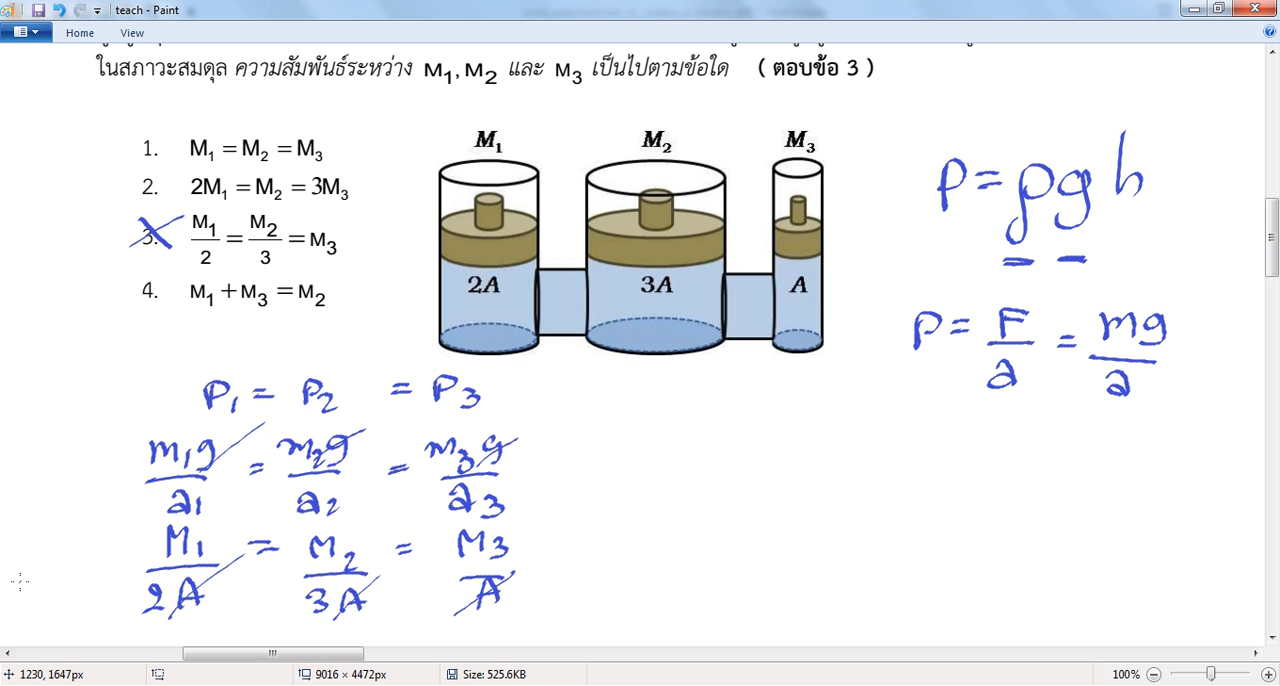 teach - Paint
Home View
ในสภาวะสมดุล ความสัมพันธ์ระหว่าง M₁, M₂ และ M₃ เป็นไปตามข้อใด ( ตอบข้อ 3 )
1. M₁ = M₂ = M₃
2. 2M₁ = M₂ = 3M₃
3. M₁/2 = M₂/3 = M₃
4. M₁ + M₃ = M₂
M₁ M₂ M₃
2A 3A A
P = ρgh
P = F/a = mg/a
P₁ = P₂ = P₃
m₁g/a₁ = m₂g/a₂ = m₃g/a₃
M₁/2A = M₂/3A = M₃/A
1230, 1647px 9016 × 4472px Size: 525.6KB 100%